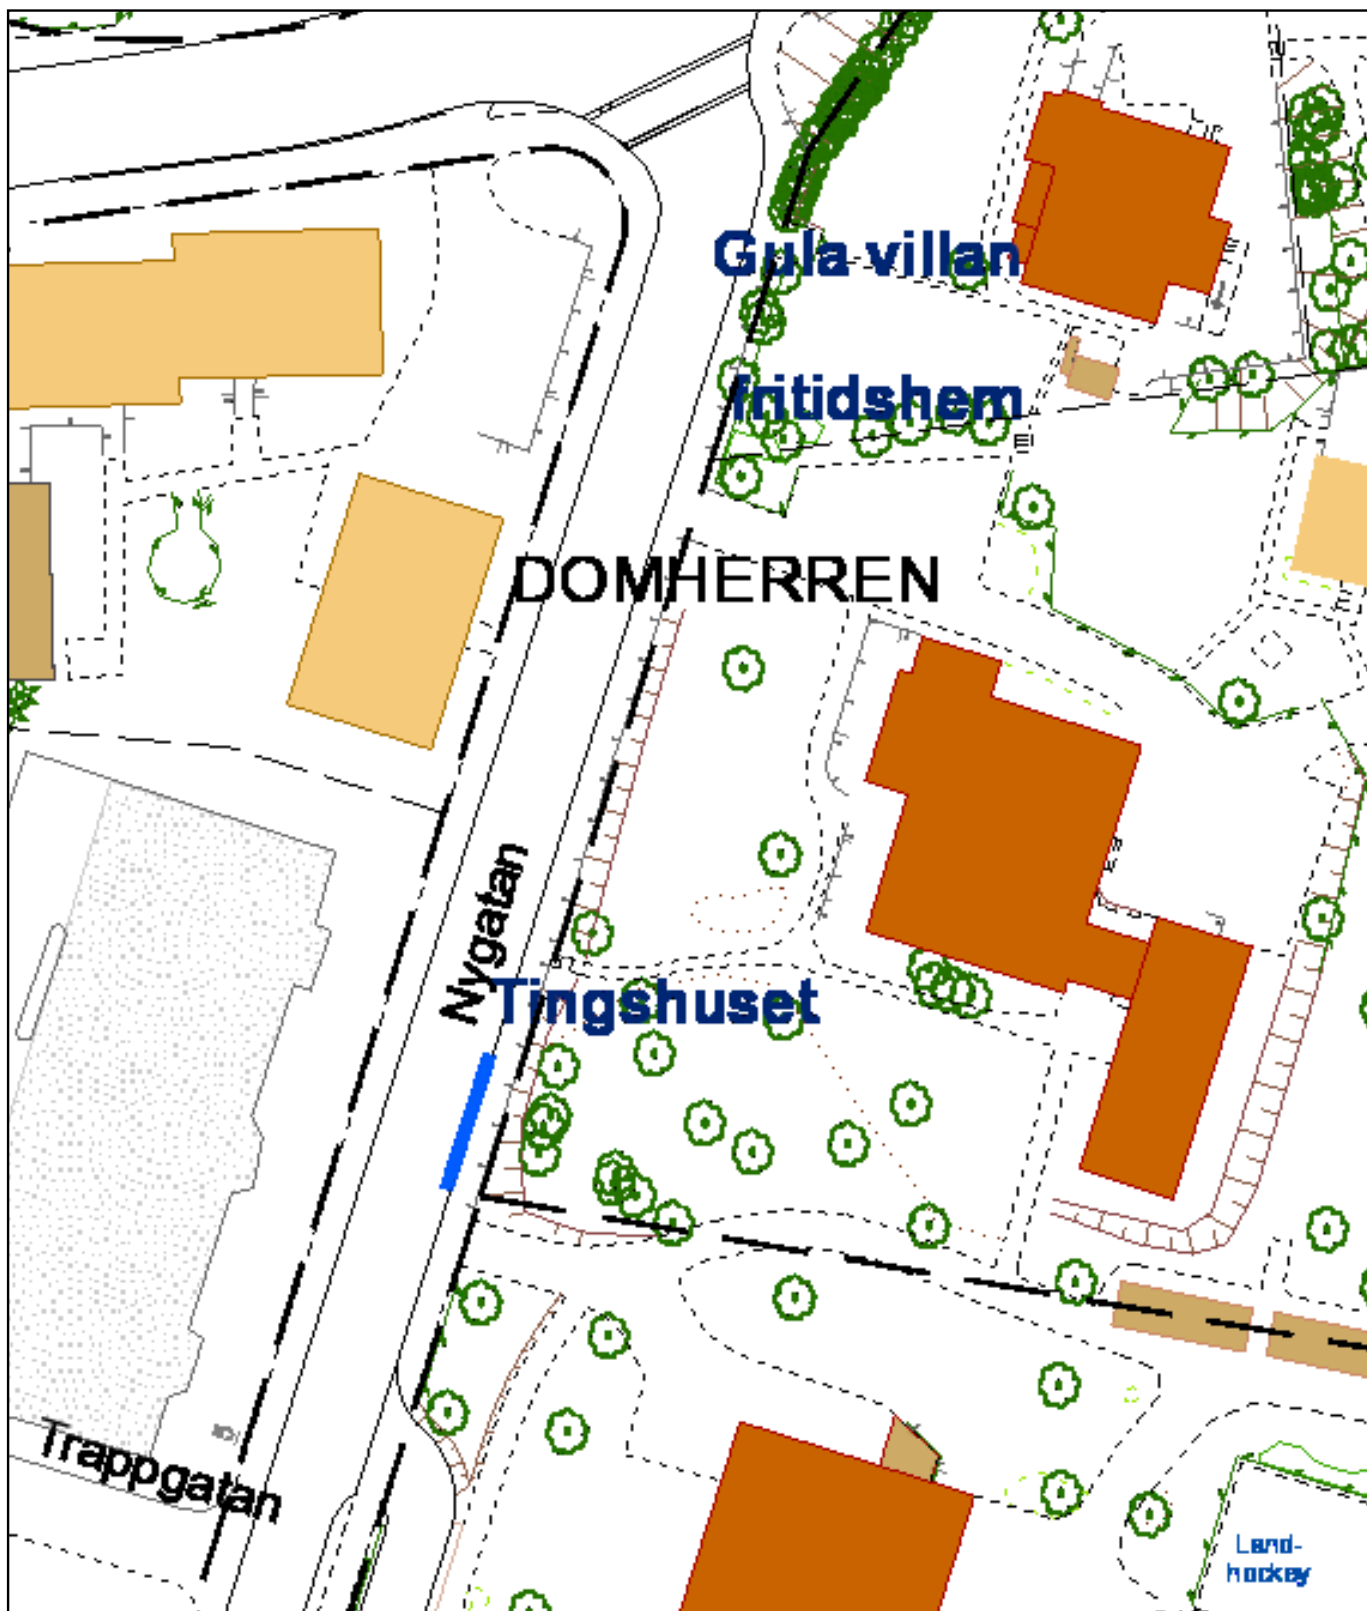 Gula villan
fritidshem
DOMHERREN
Nygatan
Tingshuset
Trappgatan
Land-
hockey